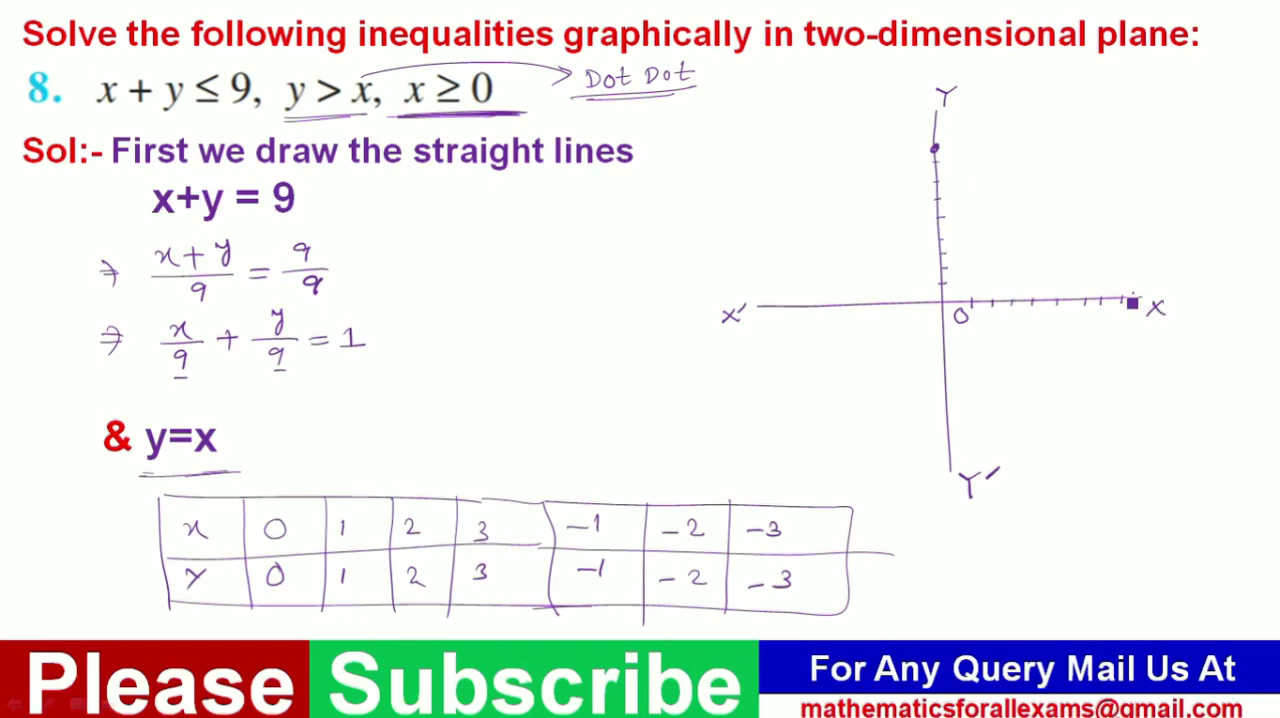 Solve the following inequalities graphically in two-dimensional plane:
8. x + y ≤ 9, y > x, x ≥ 0
Dot Dot
Sol:- First we draw the straight lines
x+y = 9
⇒ x+y/9 = 9/9
⇒ x/9 + y/9 = 1
& y=x
x 0 1 2 3 -1 -2 -3
y 0 1 2 3 -1 -2 -3
Y
X' O X
Y'
Please Subscribe
For Any Query Mail Us At
mathematicsforallexams@gmail.com